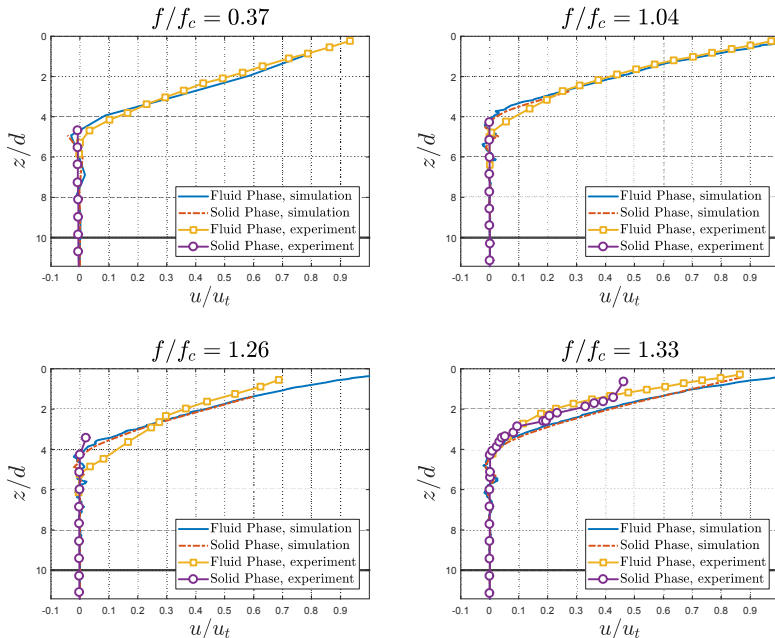 f/f_c = 0.37
0
2
4
6
8
10
z/d
Fluid Phase, simulation
Solid Phase, simulation
Fluid Phase, experiment
Solid Phase, experiment
-0.1 0 0.1 0.2 0.3 0.4 0.5 0.6 0.7 0.8 0.9
u/u_t
f/f_c = 1.04
0
2
4
6
8
10
z/d
Fluid Phase, simulation
Solid Phase, simulation
Fluid Phase, experiment
Solid Phase, experiment
-0.1 0 0.1 0.2 0.3 0.4 0.5 0.6 0.7 0.8 0.9
u/u_t
f/f_c = 1.26
0
2
4
6
8
10
z/d
Fluid Phase, simulation
Solid Phase, simulation
Fluid Phase, experiment
Solid Phase, experiment
-0.1 0 0.1 0.2 0.3 0.4 0.5 0.6 0.7 0.8 0.9
u/u_t
f/f_c = 1.33
0
2
4
6
8
10
z/d
Fluid Phase, simulation
Solid Phase, simulation
Fluid Phase, experiment
Solid Phase, experiment
-0.1 0 0.1 0.2 0.3 0.4 0.5 0.6 0.7 0.8 0.9
u/u_t